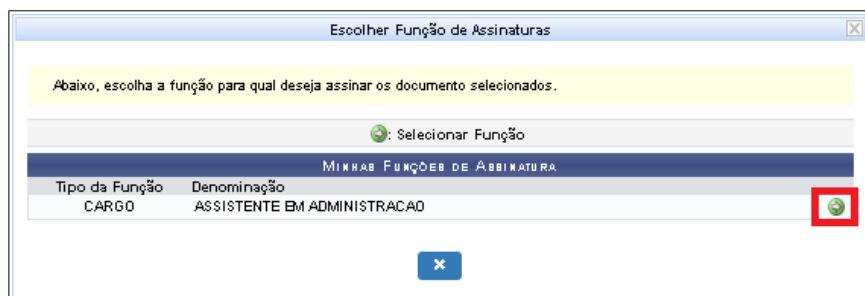 Escolher Função de Assinaturas
Abaixo, escolha a função para qual deseja assinar os documento selecionados.
: Selecionar Função
MINHAS FUNÇÕES DE ASSINATURA
Tipo da Função Denominação
CARGO ASSISTENTE EM ADMINISTRACAO